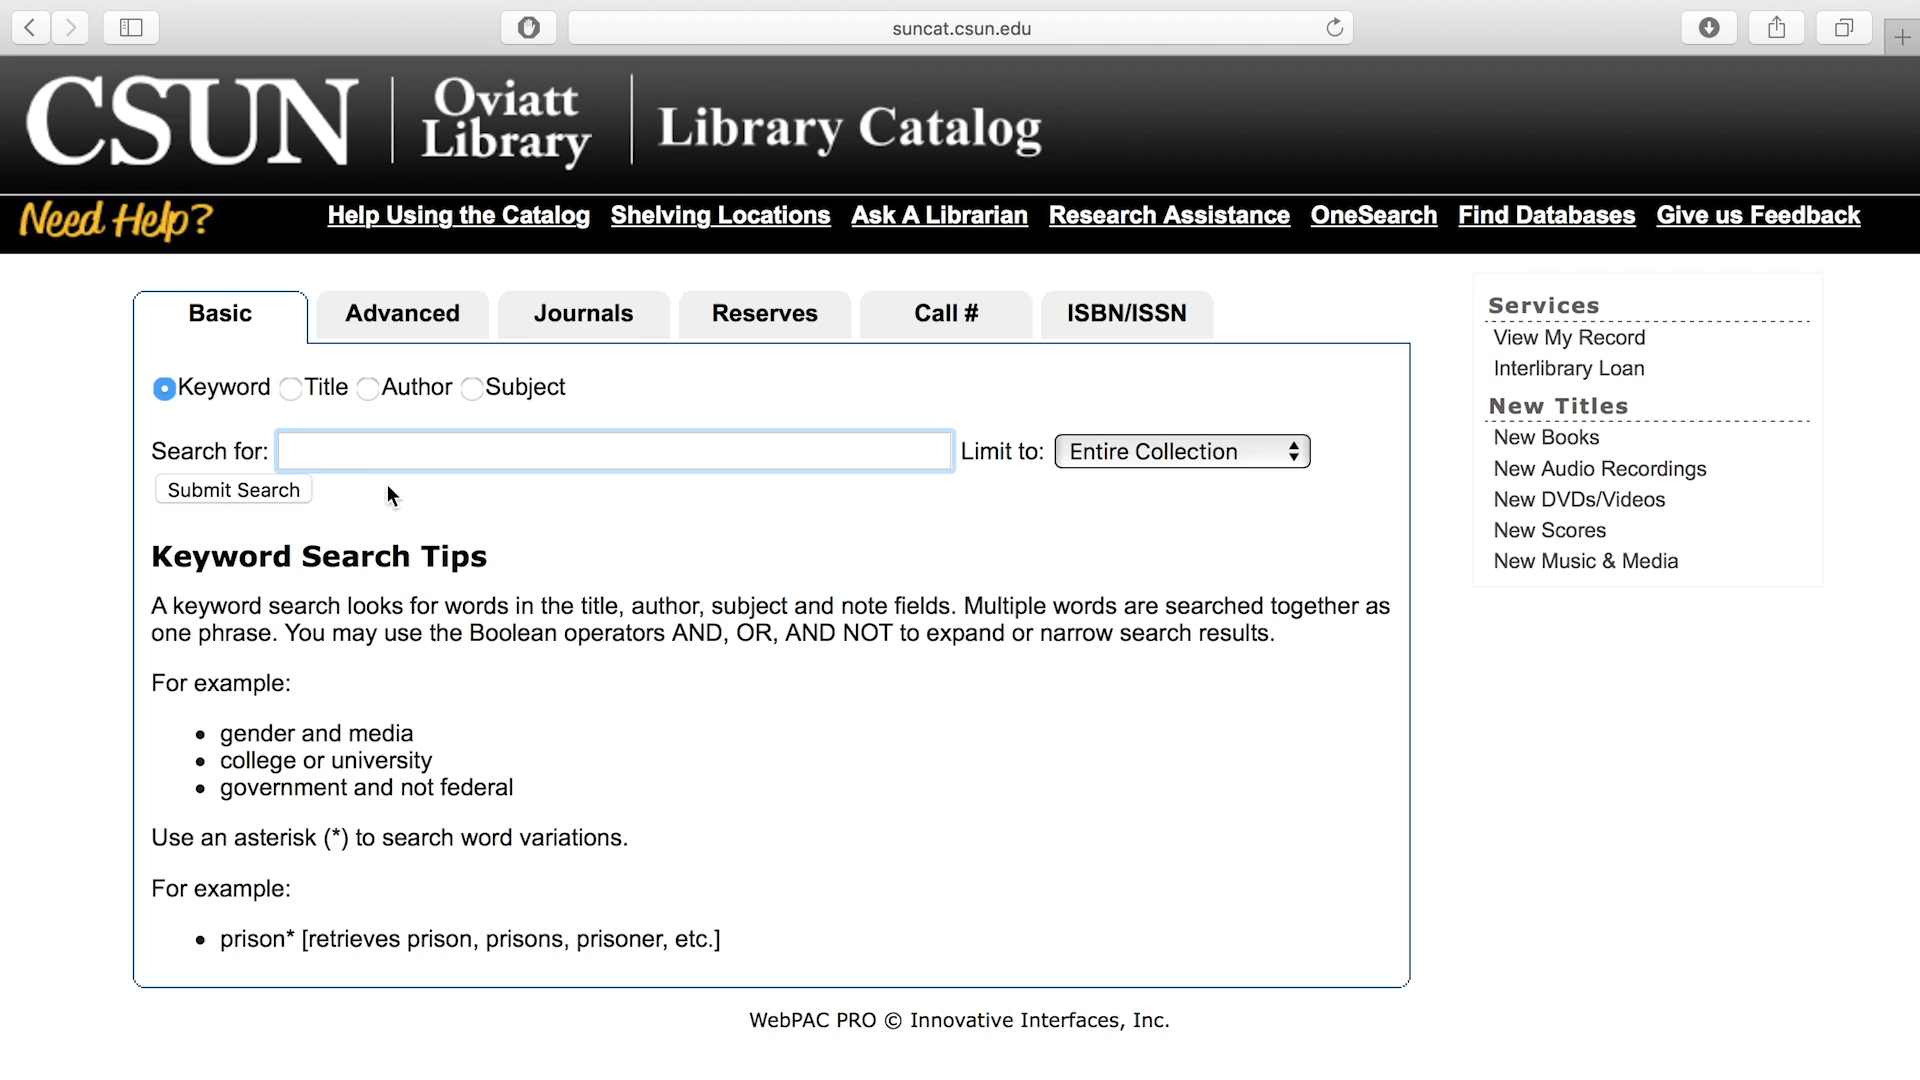 suncat.csun.edu
CSUN Oviatt Library Library Catalog
Need Help? Help Using the Catalog Shelving Locations Ask A Librarian Research Assistance OneSearch Find Databases Give us Feedback
Basic Advanced Journals Reserves Call # ISBN/ISSN
Keyword Title Author Subject
Search for: Limit to: Entire Collection
Submit Search
Keyword Search Tips
A keyword search looks for words in the title, author, subject and note fields. Multiple words are searched together as
one phrase. You may use the Boolean operators AND, OR, AND NOT to expand or narrow search results.
For example:
• gender and media
• college or university
• government and not federal
Use an asterisk (*) to search word variations.
For example:
• prison* [retrieves prison, prisons, prisoner, etc.]
Services
View My Record
Interlibrary Loan
New Titles
New Books
New Audio Recordings
New DVDs/Videos
New Scores
New Music & Media
WebPAC PRO © Innovative Interfaces, Inc.